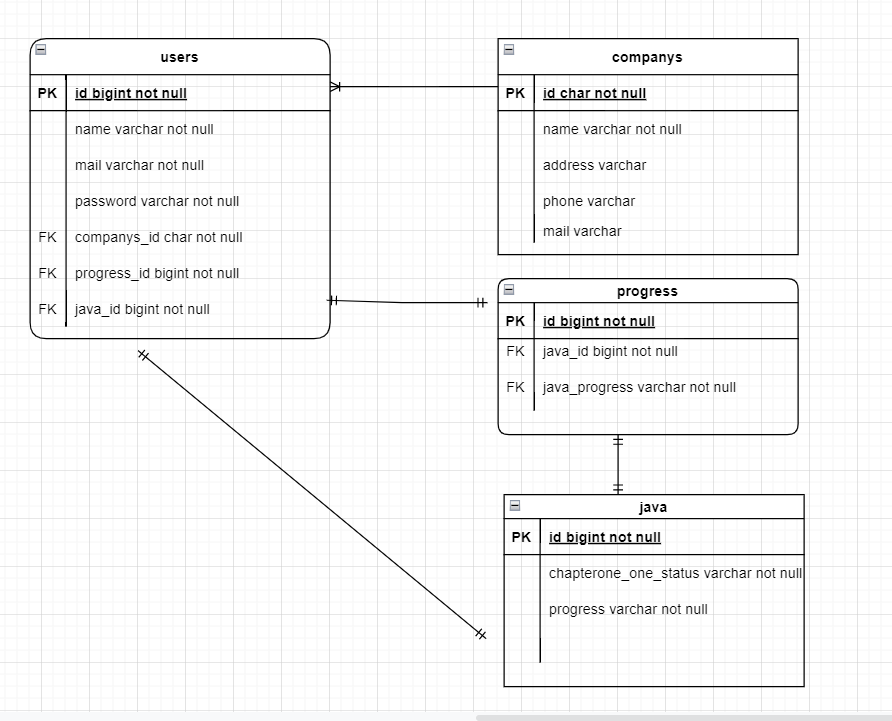 users
PK id bigint not null
name varchar not null
mail varchar not null
password varchar not null
FK companys_id char not null
FK progress_id bigint not null
FK java_id bigint not null
companys
PK id char not null
name varchar not null
address varchar
phone varchar
mail varchar
progress
PK id bigint not null
FK java_id bigint not null
FK java_progress varchar not null
java
PK id bigint not null
chapterone_one_status varchar not null
progress varchar not null